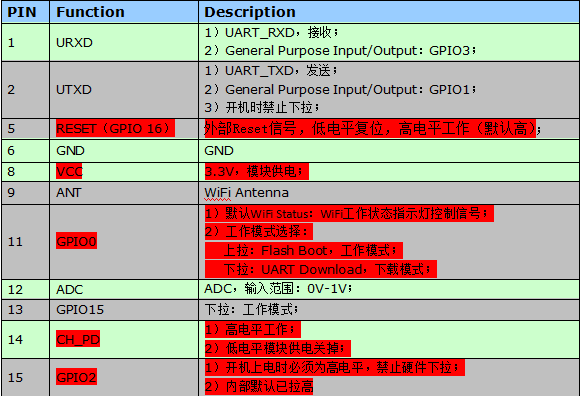 PIN Function Description
1 URXD 1）UART_RXD，接收；
2）General Purpose Input/Output：GPIO3；
2 UTXD 1）UART_TXD，发送；
2）General Purpose Input/Output：GPIO1；
3）开机时禁止下拉；
5 RESET（GPIO 16） 外部Reset信号，低电平复位，高电平工作（默认高）；
6 GND GND
8 VCC 3.3V，模块供电；
9 ANT WiFi Antenna
11 GPIO0 1）默认WiFi Status：WiFi工作状态指示灯控制信号；
2）工作模式选择：
上拉：Flash Boot，工作模式；
下拉：UART Download，下载模式；
12 ADC ADC，输入范围：0V-1V；
13 GPIO15 下拉：工作模式；
14 CH_PD 1）高电平工作；
2）低电平模块供电关掉；
15 GPIO2 1）开机上电时必须为高电平，禁止硬件下拉；
2）内部默认已拉高